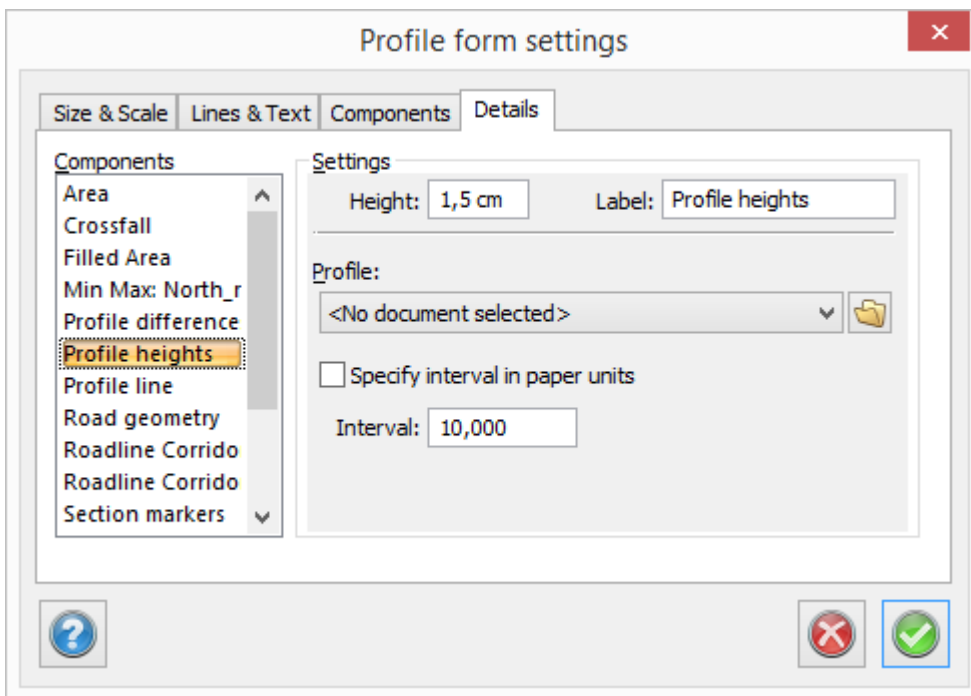 Profile form settings
Size & Scale Lines & Text Components Details
Components
Area
Crossfall
Filled Area
Min Max: North_r
Profile difference
Profile heights
Profile line
Road geometry
Roadline Corrido
Roadline Corrido
Section markers
Settings
Height: 1,5 cm Label: Profile heights
Profile:
<No document selected>
Specify interval in paper units
Interval: 10,000